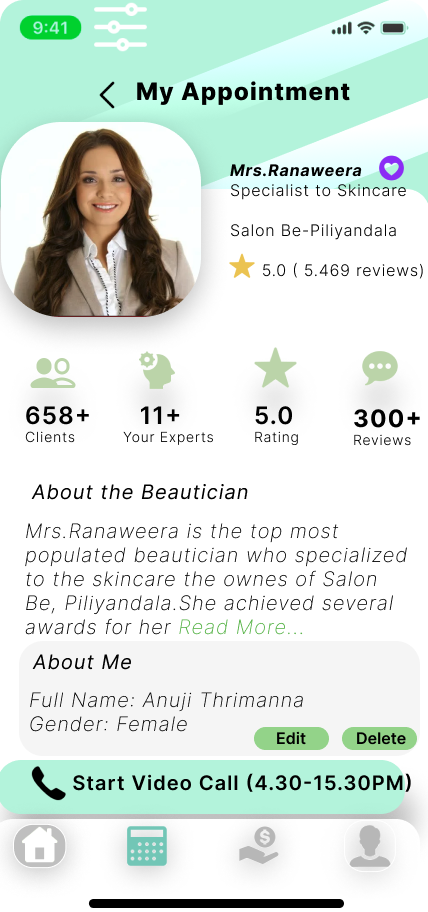 9:41
My Appointment
Mrs.Ranaweera
Specialist to Skincare
Salon Be-Piliyandala
5.0 ( 5.469 reviews)
658+ 11+ 5.0 300+
Clients Your Experts Rating Reviews
About the Beautician
Mrs.Ranaweera is the top most
populated beautician who specialized
to the skincare the ownes of Salon
Be, Piliyandala.She achieved several
awards for her Read More...
About Me
Full Name: Anuji Thrimanna
Gender: Female
Edit Delete
Start Video Call (4.30-15.30PM)